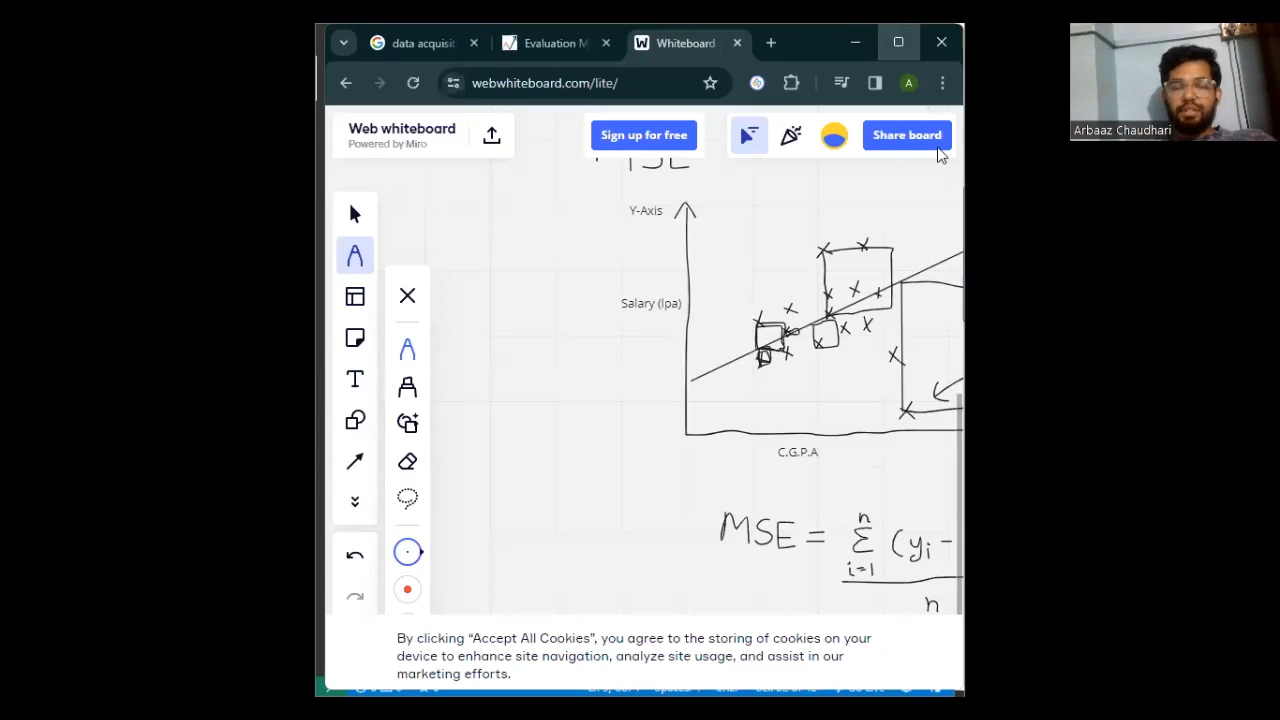 data acquisit
Evaluation M
Whiteboard
webwhiteboard.com/lite/
A
Web whiteboard
Powered by Miro
Sign up for free
Share board
Arbaaz Chaudhari
Y-Axis
Salary (lpa)
C.G.P.A
MSE = n Σ i=1 (yi -
n
By clicking “Accept All Cookies”, you agree to the storing of cookies on your
device to enhance site navigation, analyze site usage, and assist in our
marketing efforts.